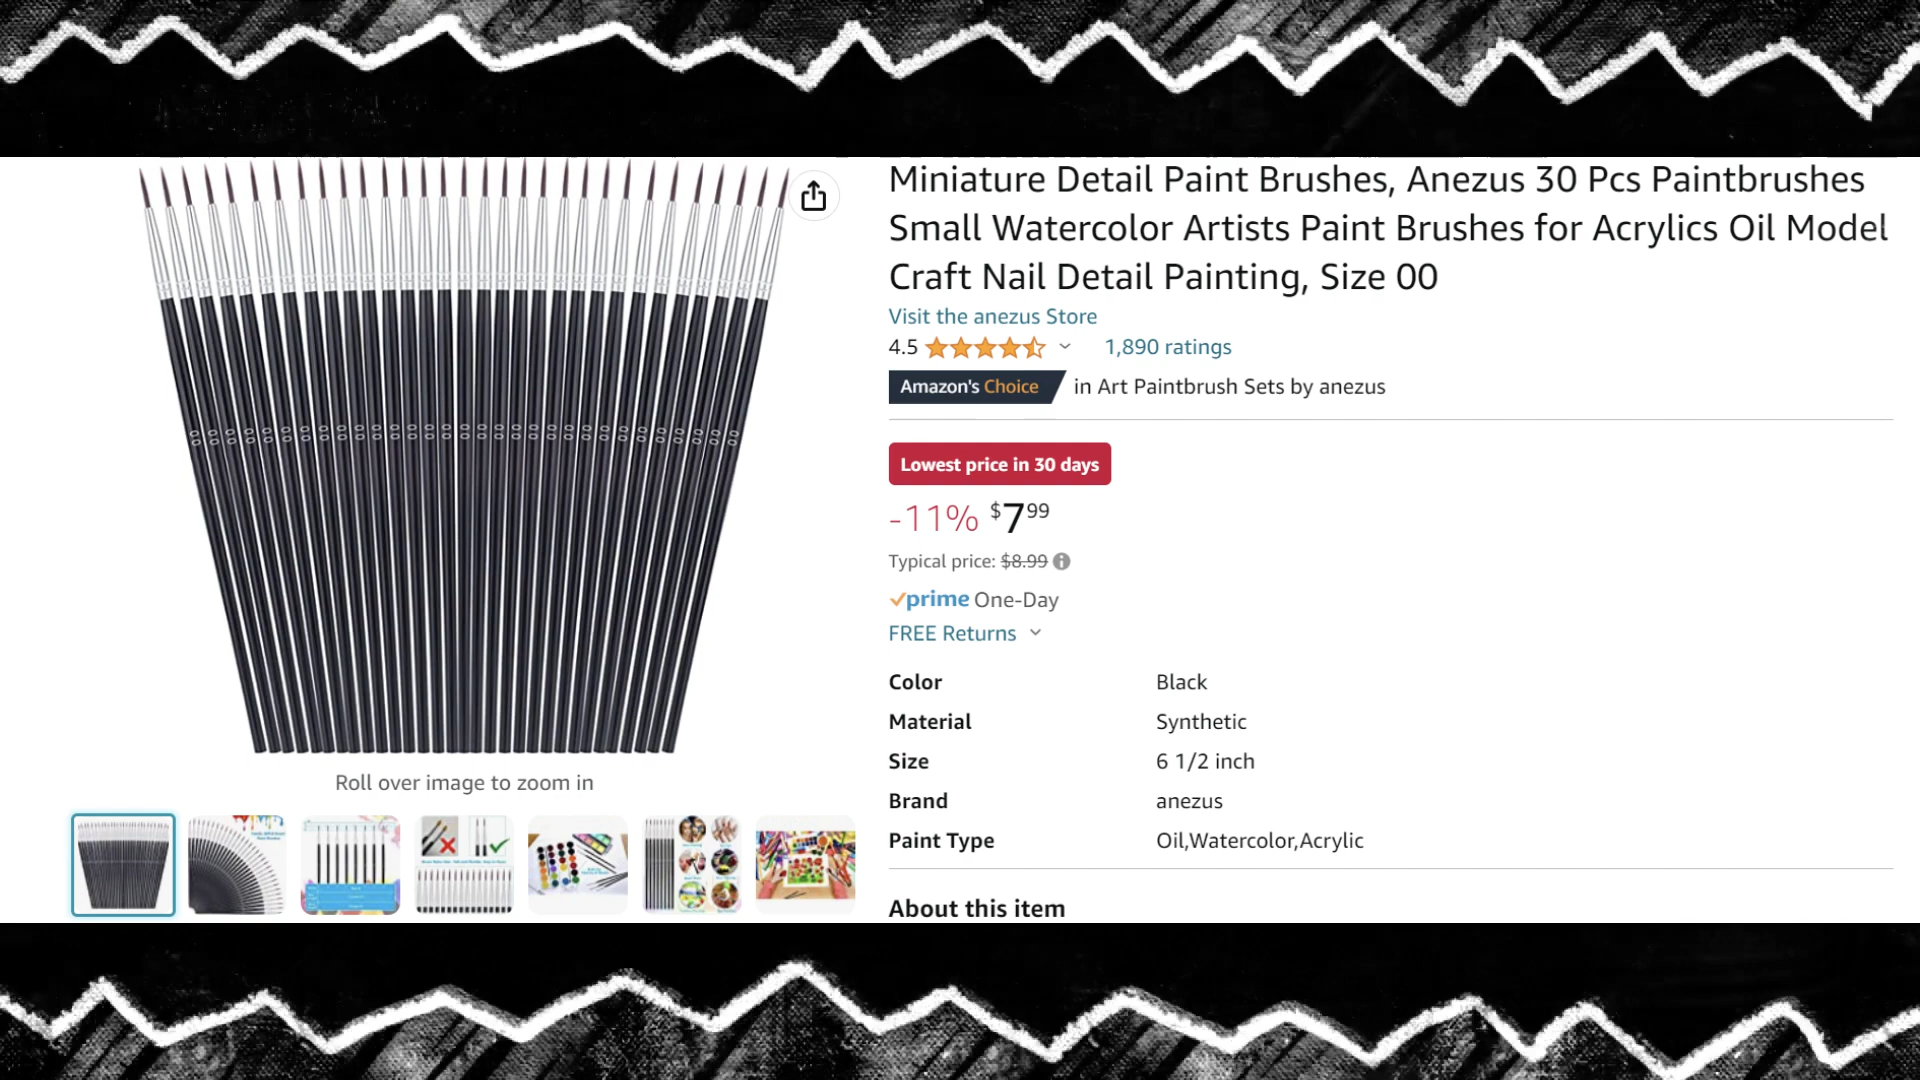 Miniature Detail Paint Brushes, Anezus 30 Pcs Paintbrushes
Small Watercolor Artists Paint Brushes for Acrylics Oil Model
Craft Nail Detail Painting, Size 00
Visit the anezus Store
4.5 1,890 ratings
Amazon's Choice in Art Paintbrush Sets by anezus
Lowest price in 30 days
-11% $7.99
Typical price: $8.99
prime One-Day
FREE Returns
Color Black
Material Synthetic
Size 6 1/2 inch
Brand anezus
Paint Type Oil,Watercolor,Acrylic
About this item
Roll over image to zoom in